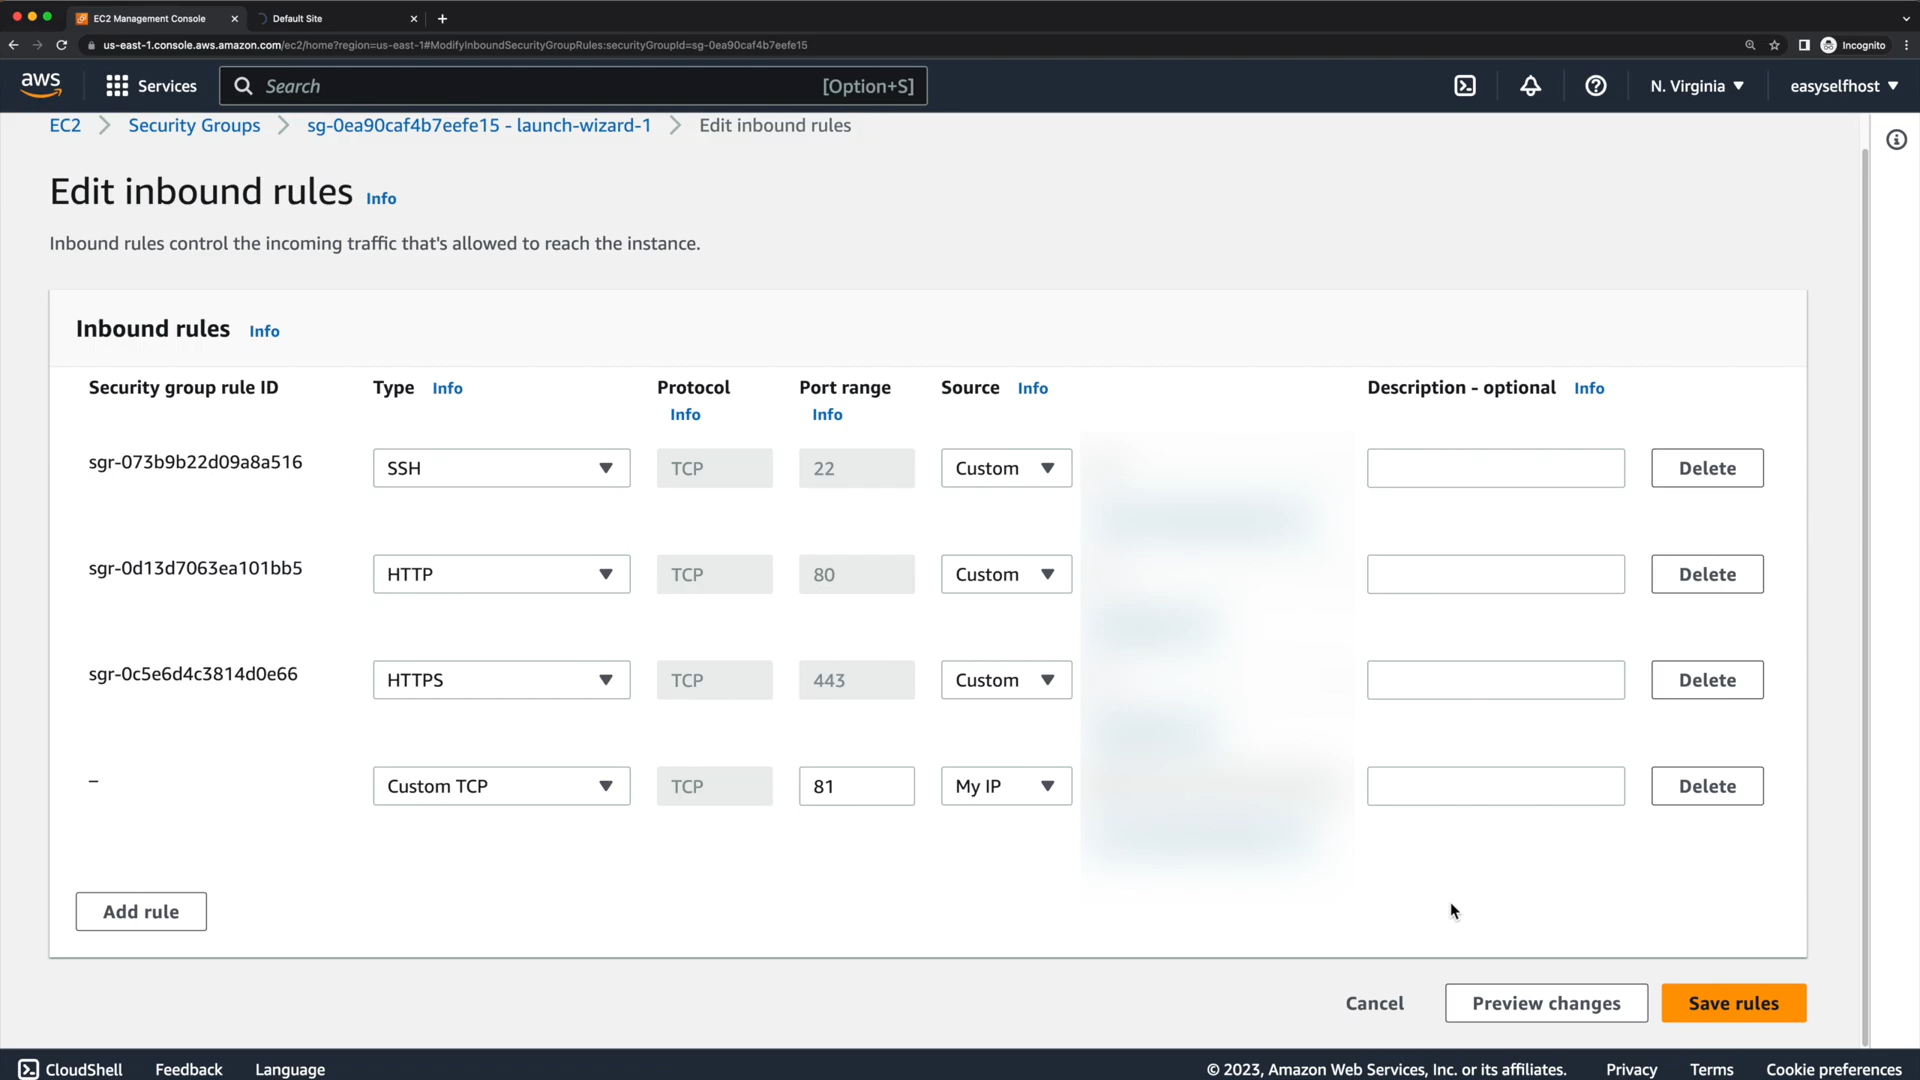 EC2 Management Console
Default Site
us-east-1.console.aws.amazon.com/ec2/home?region=us-east-1#ModifyInboundSecurityGroupRules:securityGroupId=sg-0ea90caf4b7eefe15
Incognito
aws
Services
Search
[Option+S]
N. Virginia
easyselfhost
EC2 Security Groups sg-0ea90caf4b7eefe15 - launch-wizard-1 Edit inbound rules
Edit inbound rules Info
Inbound rules control the incoming traffic that's allowed to reach the instance.
Inbound rules Info
Security group rule ID Type Info Protocol Info Port range Info Source Info Description - optional Info
sgr-073b9b22d09a8a516 SSH TCP 22 Custom Delete
sgr-0d13d7063ea101bb5 HTTP TCP 80 Custom Delete
sgr-0c5e6d4c3814d0e66 HTTPS TCP 443 Custom Delete
– Custom TCP TCP 81 My IP Delete
Add rule
Cancel Preview changes Save rules
CloudShell Feedback Language © 2023, Amazon Web Services, Inc. or its affiliates. Privacy Terms Cookie preferences